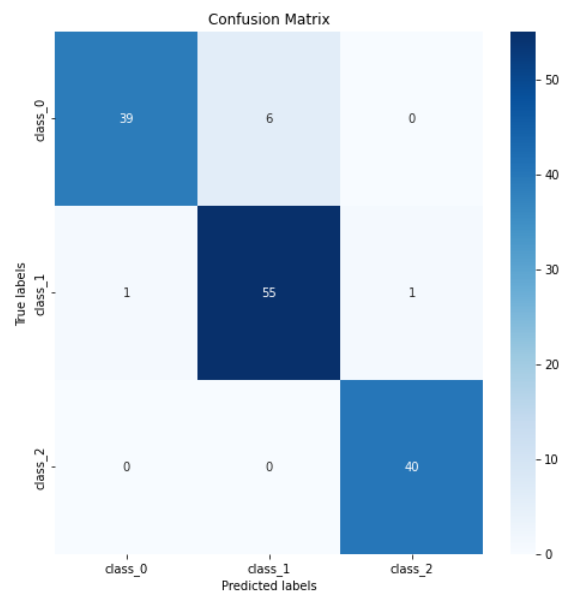 Confusion Matrix
class_0
39
6
0
class_1
1
55
1
class_2
0
0
40
True labels
class_0
class_1
class_2
Predicted labels
50
40
30
20
10
0